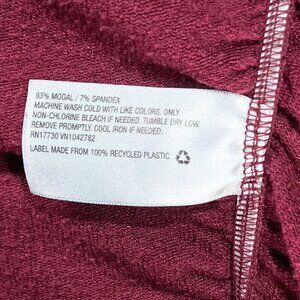 93% MODAL / 7% SPANDEX
MACHINE WASH COLD WITH LIKE COLORS. ONLY
NON-CHLORINE BLEACH IF NEEDED. TUMBLE DRY LOW.
REMOVE PROMPTLY. COOL IRON IF NEEDED.
RN17730 VN1042782
LABEL MADE FROM 100% RECYCLED PLASTIC